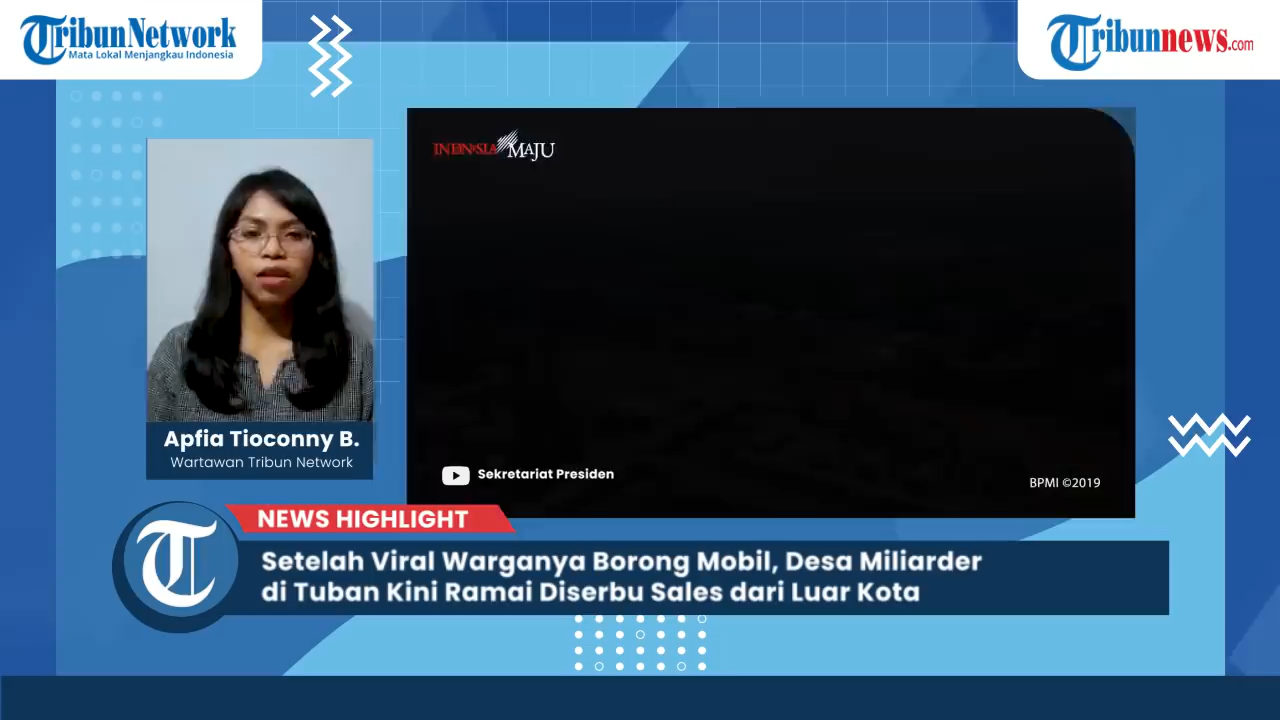 TribunNetwork
Mata Lokal Menjangkau Indonesia
Tribunnews.com
MAJU
Apfia Tioconny B.
Wartawan Tribun Network
Sekretariat Presiden
BPMI ©2019
NEWS HIGHLIGHT
T
Setelah Viral Warganya Borong Mobil, Desa Miliarder
di Tuban Kini Ramai Diserbu Sales dari Luar Kota